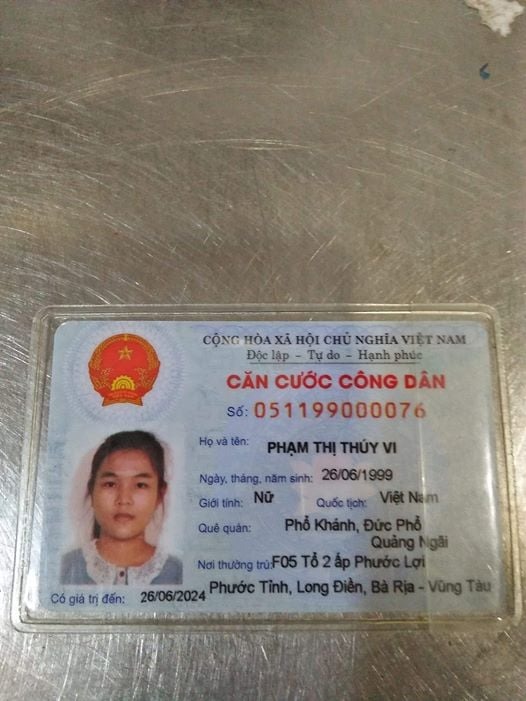 CỘNG HÒA XÃ HỘI CHỦ NGHĨA VIỆT NAM
Độc lập - Tự do - Hạnh phúc
CĂN CƯỚC CÔNG DÂN
Số: 051199000076
Họ và tên: PHẠM THỊ THÚY VI
Ngày, tháng, năm sinh: 26/06/1999
Giới tính: Nữ Quốc tịch: Việt Nam
Quê quán: Phổ Khánh, Đức Phổ
Quảng Ngãi
Nơi thường trú: F05 Tổ 2 ấp Phước Lợi
Phước Tỉnh, Long Điền, Bà Rịa - Vũng Tàu
Có giá trị đến: 26/06/2024